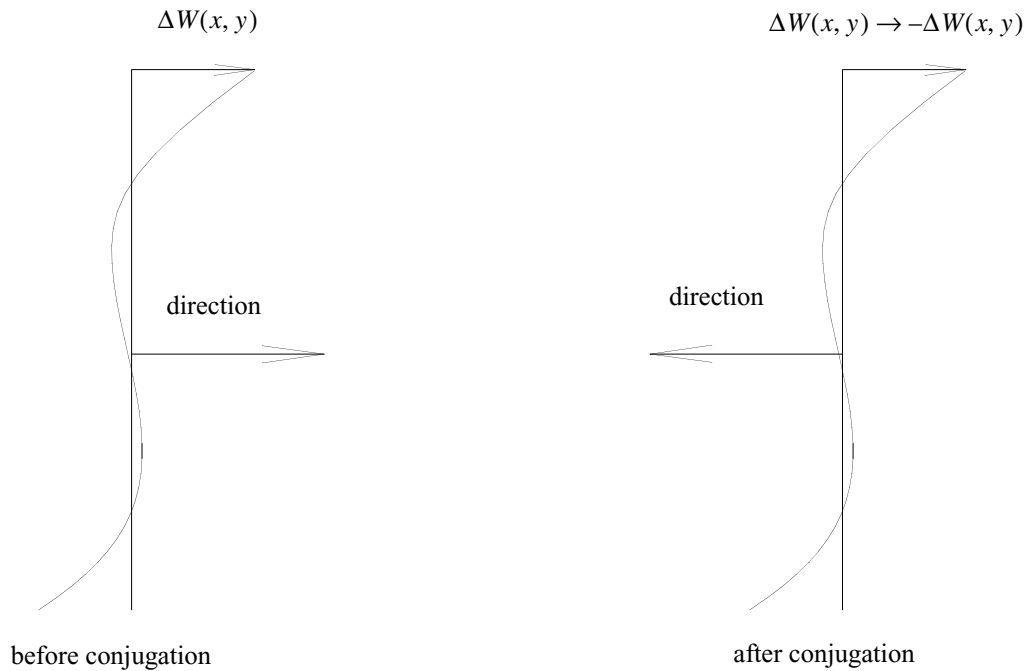 ΔW(x, y)
ΔW(x, y) → –ΔW(x, y)
direction
direction
before conjugation
after conjugation